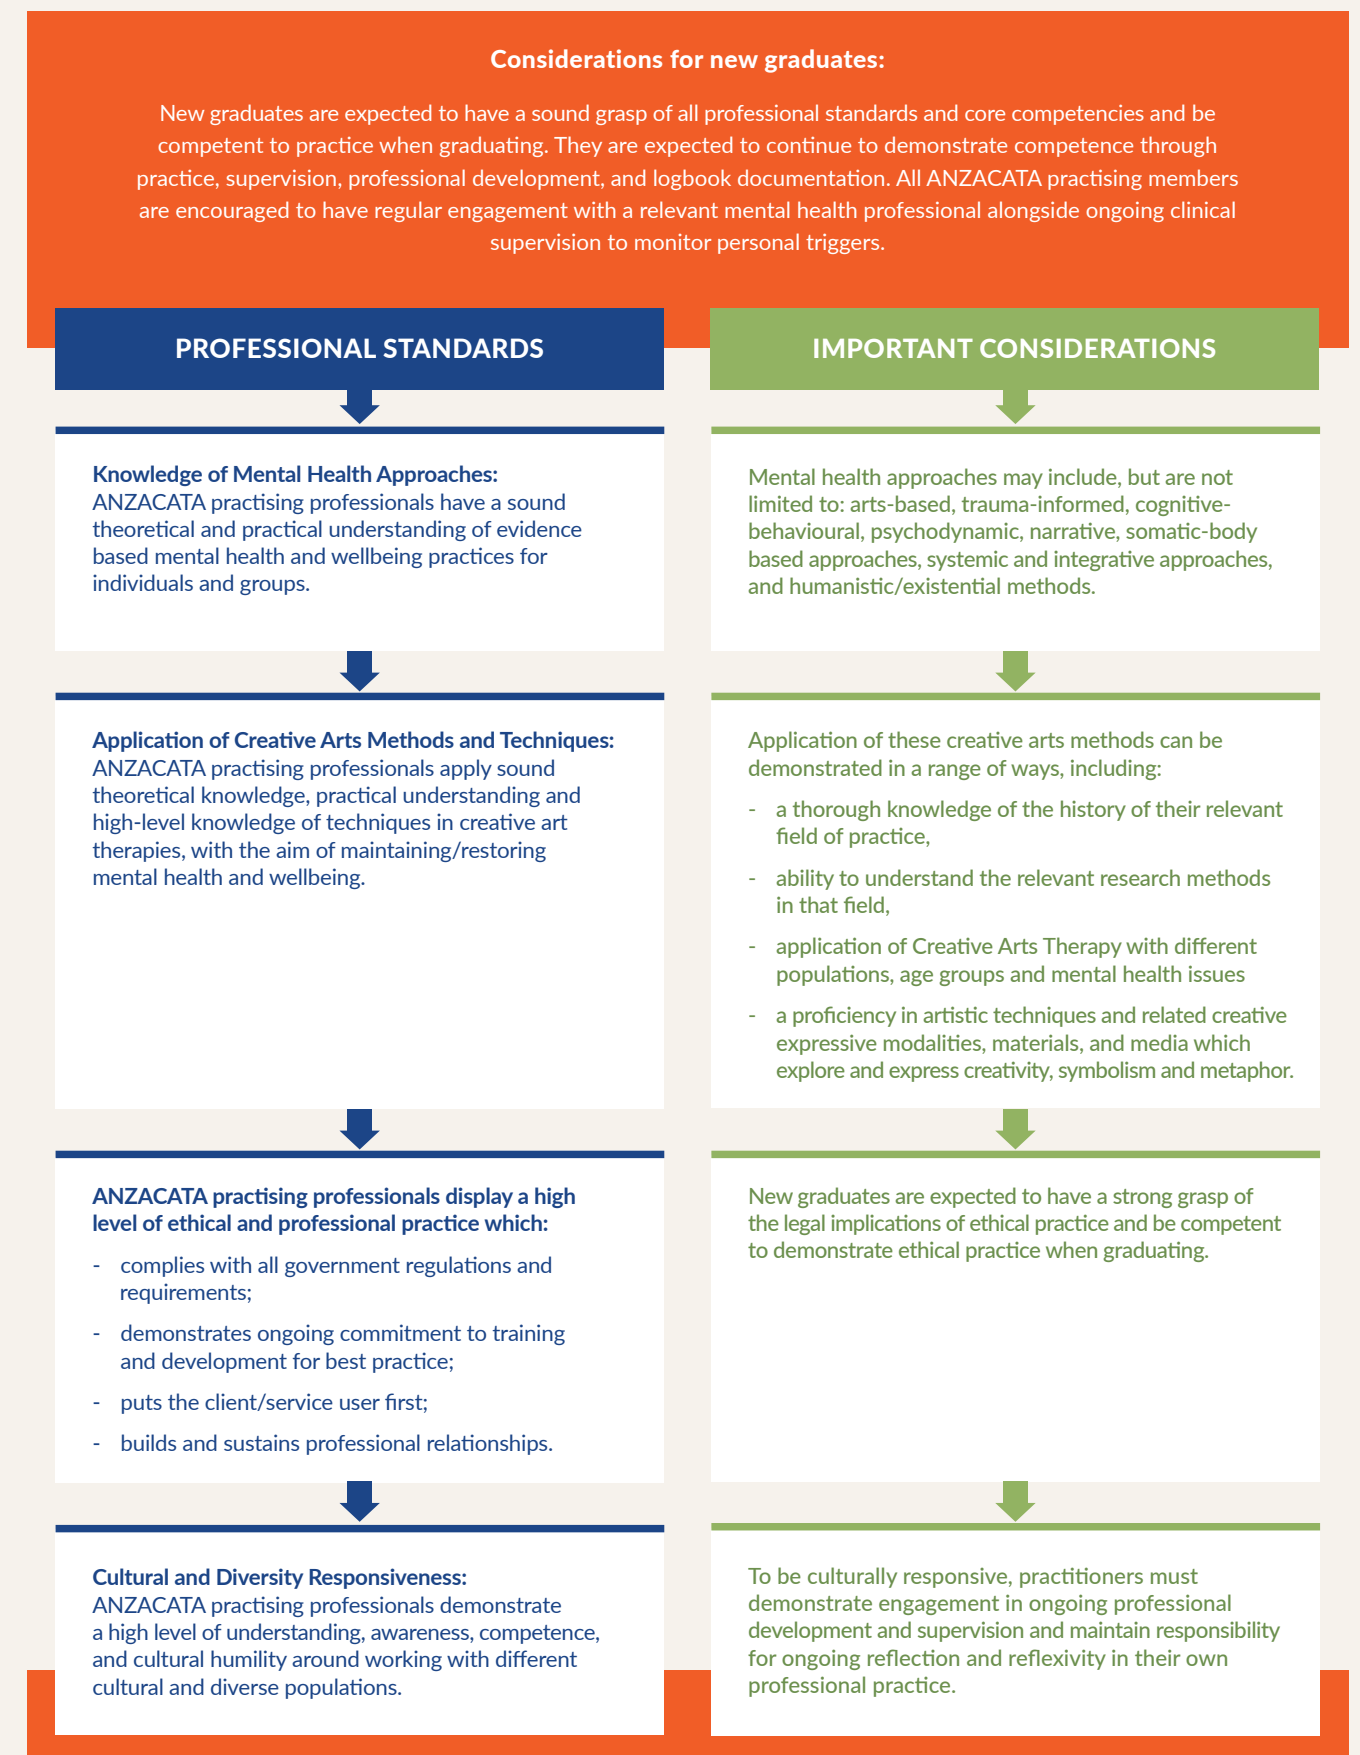 Considerations for new graduates:
New graduates are expected to have a sound grasp of all professional standards and core competencies and be
competent to practice when graduating. They are expected to continue to demonstrate competence through
practice, supervision, professional development, and logbook documentation. All ANZACATA practising members
are encouraged to have regular engagement with a relevant mental health professional alongside ongoing clinical
supervision to monitor personal triggers.
PROFESSIONAL STANDARDS
IMPORTANT CONSIDERATIONS
Knowledge of Mental Health Approaches:
ANZACATA practising professionals have a sound
theoretical and practical understanding of evidence
based mental health and wellbeing practices for
individuals and groups.
Mental health approaches may include, but are not
limited to: arts-based, trauma-informed, cognitive-
behavioural, psychodynamic, narrative, somatic-body
based approaches, systemic and integrative approaches,
and humanistic/existential methods.
Application of Creative Arts Methods and Techniques:
ANZACATA practising professionals apply sound
theoretical knowledge, practical understanding and
high-level knowledge of techniques in creative art
therapies, with the aim of maintaining/restoring
mental health and wellbeing.
Application of these creative arts methods can be
demonstrated in a range of ways, including:
- a thorough knowledge of the history of their relevant
field of practice,
- ability to understand the relevant research methods
in that field,
- application of Creative Arts Therapy with different
populations, age groups and mental health issues
- a proficiency in artistic techniques and related creative
expressive modalities, materials, and media which
explore and express creativity, symbolism and metaphor.
ANZACATA practising professionals display a high
level of ethical and professional practice which:
- complies with all government regulations and
requirements;
- demonstrates ongoing commitment to training
and development for best practice;
- puts the client/service user first;
- builds and sustains professional relationships.
New graduates are expected to have a strong grasp of
the legal implications of ethical practice and be competent
to demonstrate ethical practice when graduating.
Cultural and Diversity Responsiveness:
ANZACATA practising professionals demonstrate
a high level of understanding, awareness, competence,
and cultural humility around working with different
cultural and diverse populations.
To be culturally responsive, practitioners must
demonstrate engagement in ongoing professional
development and supervision and maintain responsibility
for ongoing reflection and reflexivity in their own
professional practice.